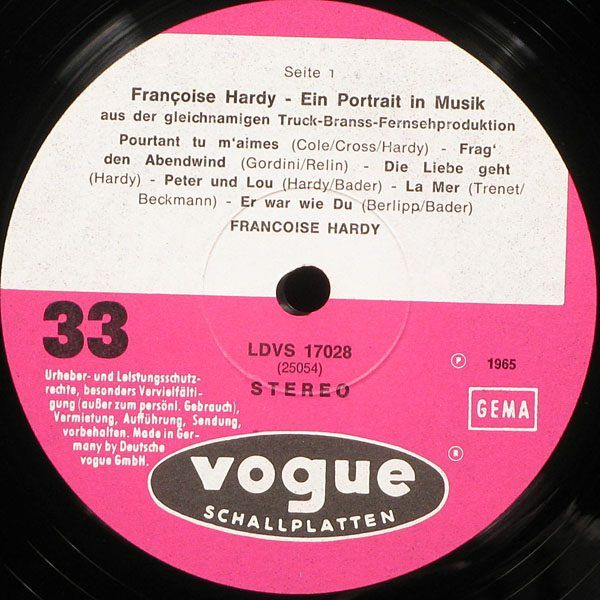 Seite 1
Françoise Hardy - Ein Portrait in Musik
aus der gleichnamigen Truck-Branss-Fernsehproduktion
Pourtant tu m'aimes (Cole/Cross/Hardy) - Frag'
den Abendwind (Gordini/Relin) - Die Liebe geht
(Hardy) - Peter und Lou (Hardy/Bader) - La Mer (Trenet/
Beckmann) - Er war wie Du (Berlipp/Bader)
FRANCOISE HARDY
33
LDVS 17028
(25054)
STEREO
P 1965
GEMA
Urheber- und Leistungsschutz-
rechte, besonders Vervielfälti-
gung (außer zum persönl. Gebrauch),
Vermietung, Aufführung, Sendung,
vorbehalten. Made in Ger-
many by Deutsche
vogue GmbH.
R
vogue
SCHALLPLATTEN